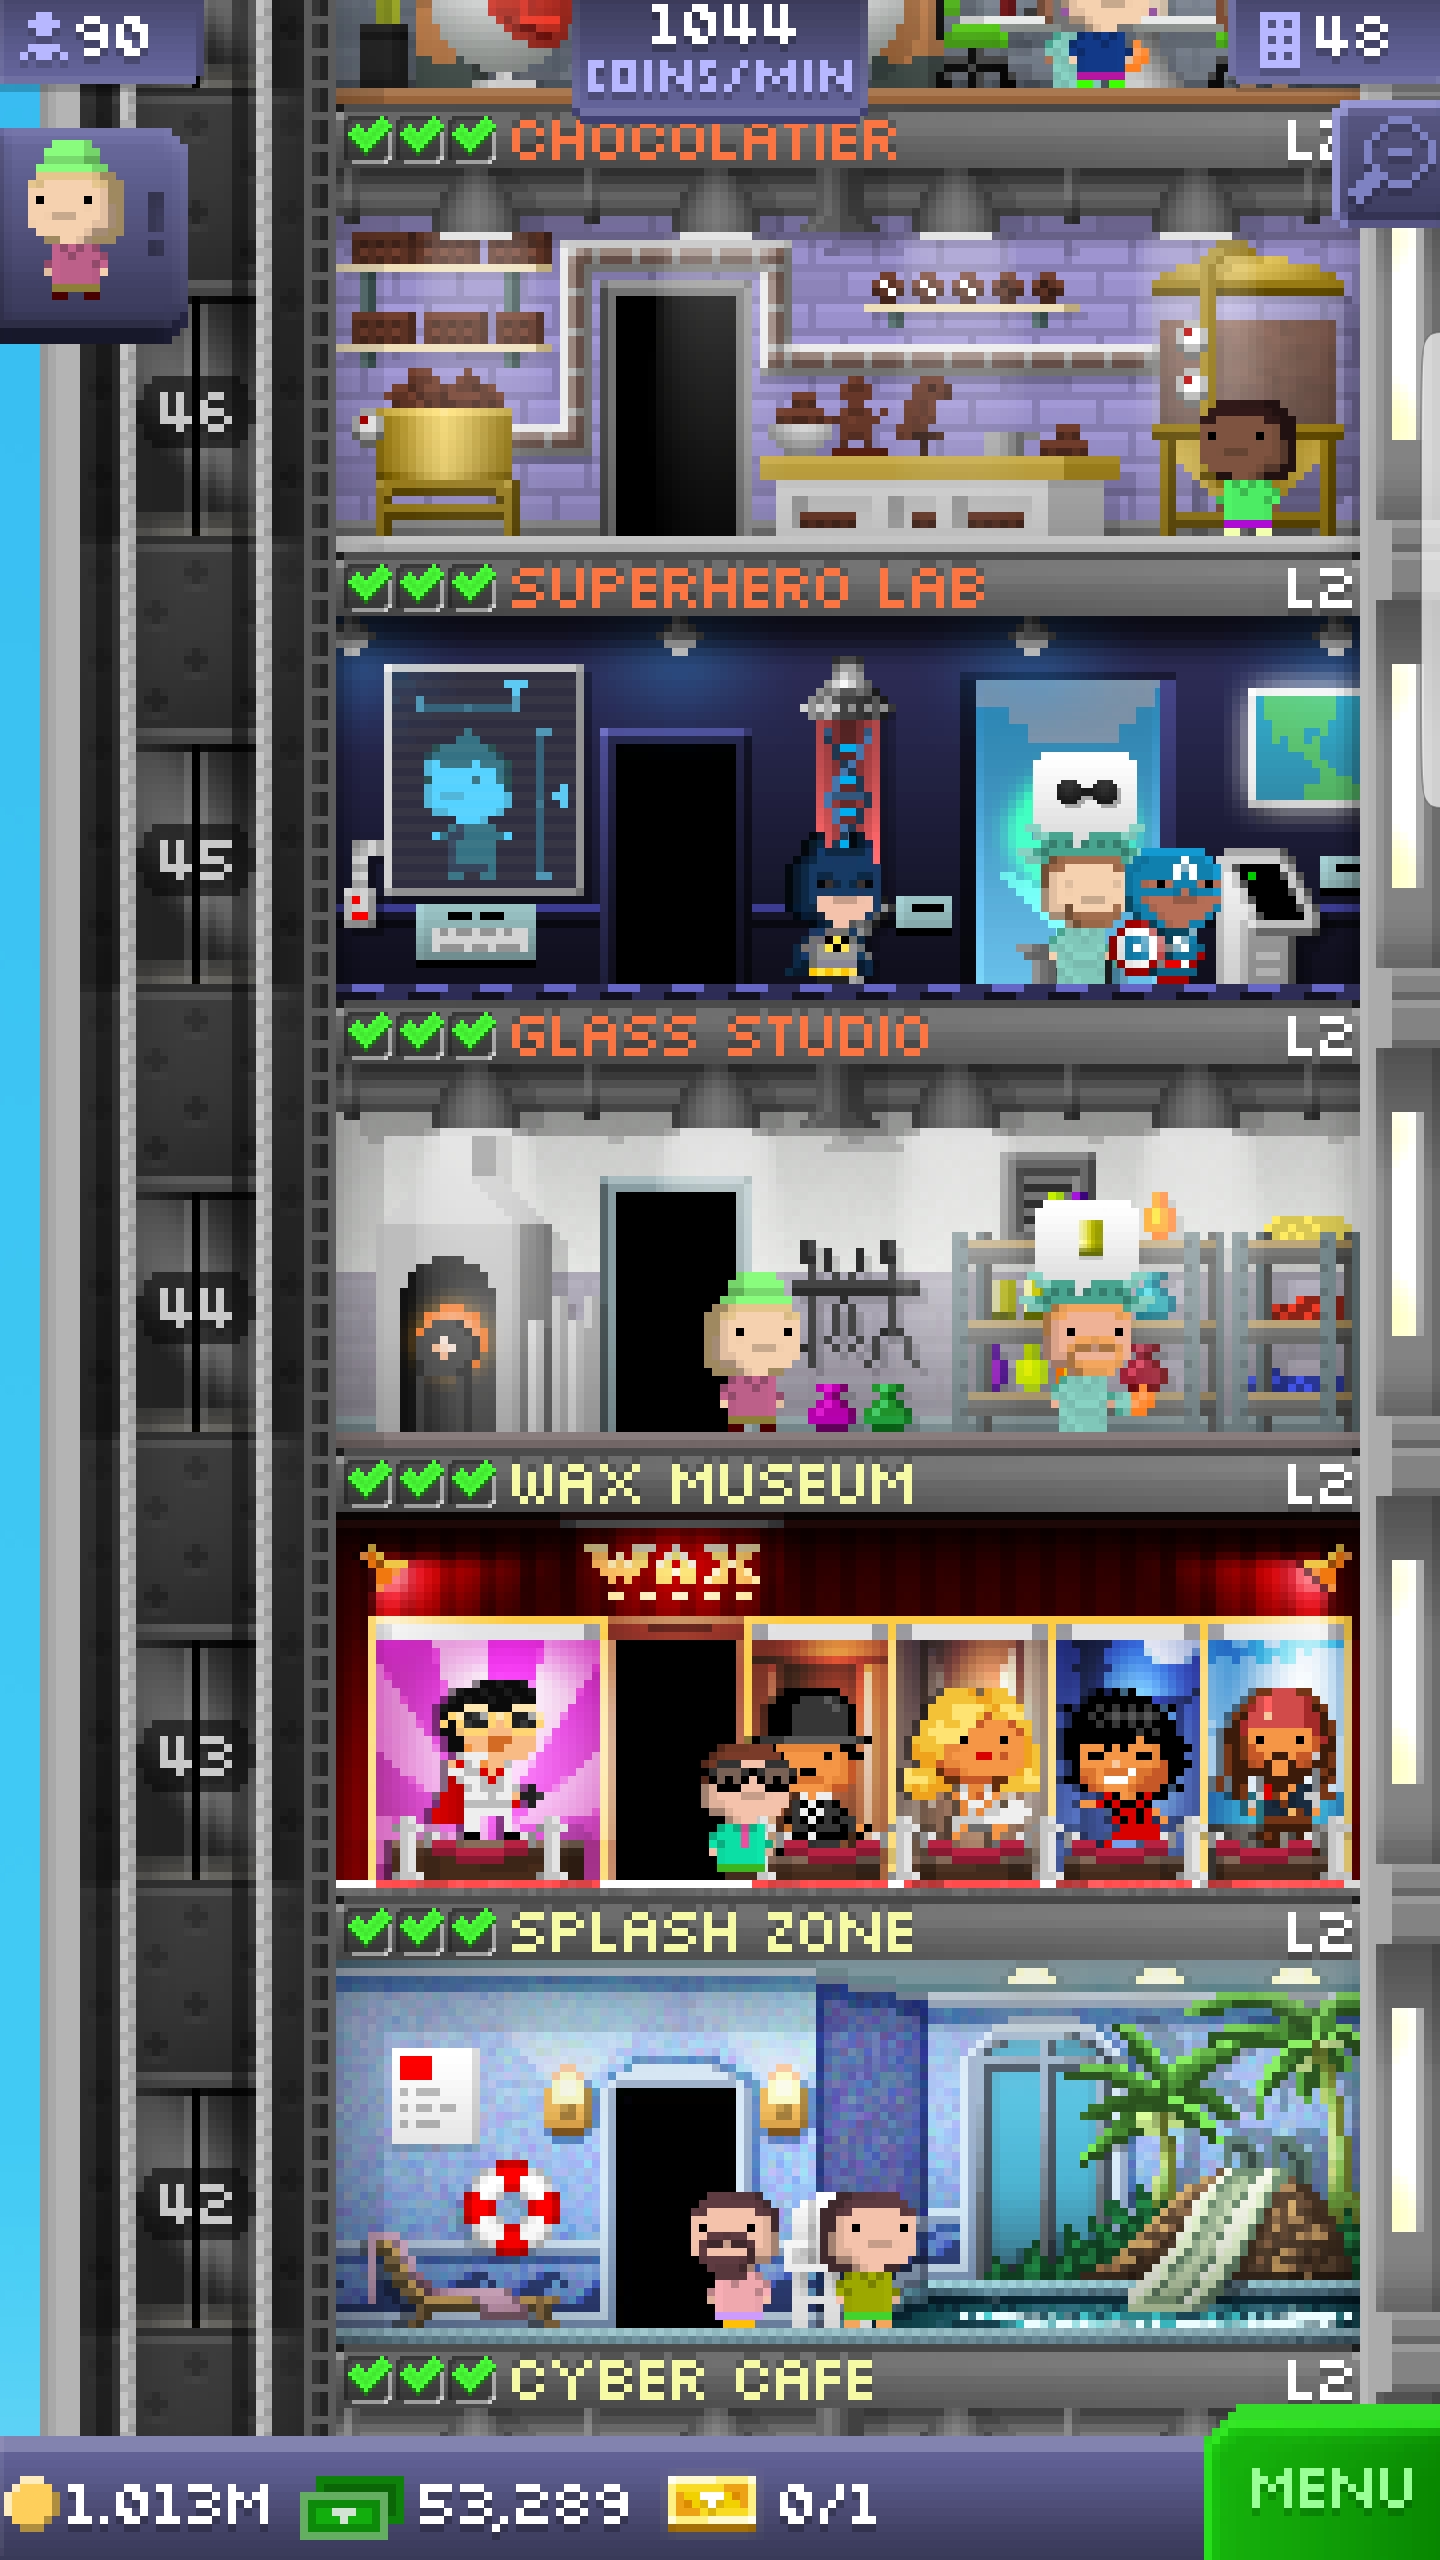 90
1044
COINS/MIN
48
CHOCOLATIER
L2
46
SUPERHERO LAB
L2
45
GLASS STUDIO
L2
44
WAX MUSEUM
L2
WAX
43
SPLASH ZONE
L2
42
CYBER CAFE
L2
1.013M
53,289
0/1
MENU